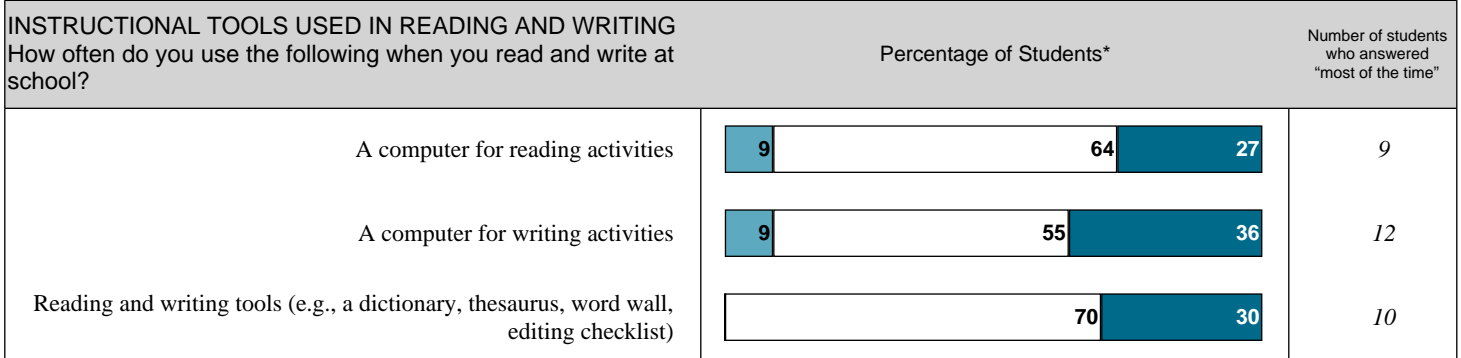 INSTRUCTIONAL TOOLS USED IN READING AND WRITING
How often do you use the following when you read and write at
school?
Percentage of Students*
Number of students
who answered
“most of the time”
A computer for reading activities
9 64 27
9
A computer for writing activities
9 55 36
12
Reading and writing tools (e.g., a dictionary, thesaurus, word wall,
editing checklist)
70 30
10